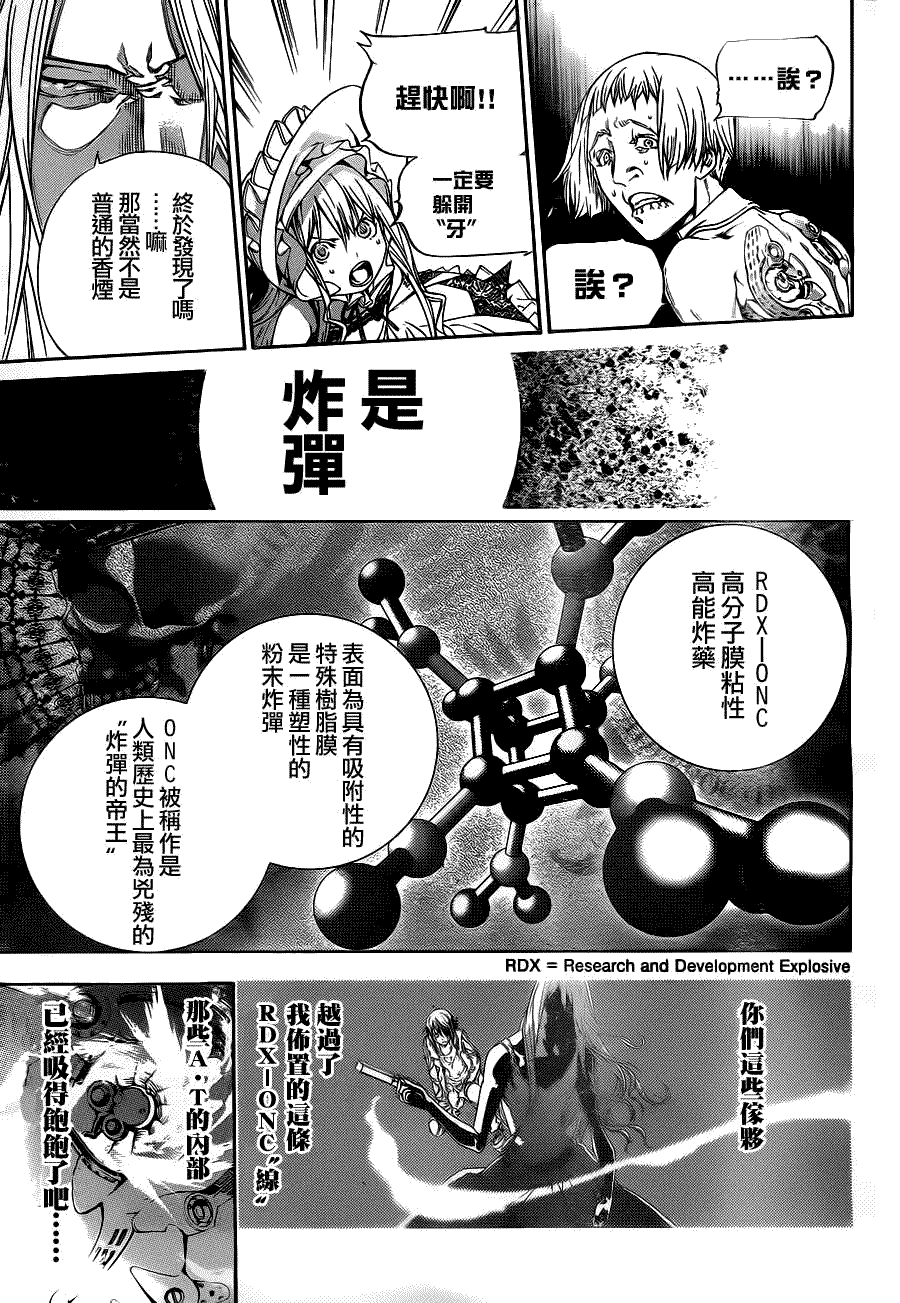 ……誒？
誒？
趕快啊!!
一定要
躲開
“牙”
終於發現了嗎
……嘛
那當然不是
普通的香煙
是
炸彈
RDX－ONC
高分子膜粘性
高能炸藥
表面為具有吸附性的
特殊樹脂膜
是一種塑性的
粉末炸彈
ONC被稱作是
人類歷史上最為兇殘的
“炸彈的帝王”
RDX = Research and Development Explosive
你們這些傢夥
越過了
我佈置的這條
RDX－ONC“線”
那些A・T的內部
已經吸得飽飽了吧……